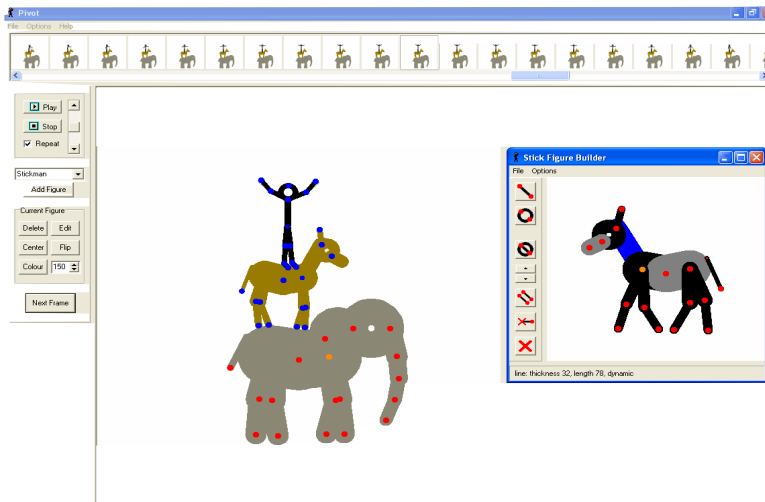 Pivot
File Options Help
Play
Stop
Repeat
Stickman
Add Figure
Current Figure
Delete Edit
Center Flip
Colour 150
Next Frame
Stick Figure Builder
File Options
line: thickness 32, length 78, dynamic